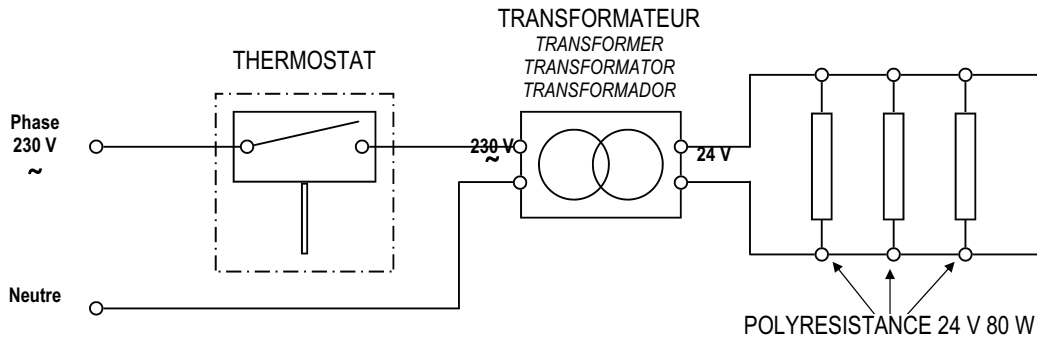 TRANSFORMATEUR
TRANSFORMER
TRANSFORMATOR
TRANSFORMADOR
THERMOSTAT
Phase
230 V
~
230 V
~
24 V
Neutre
POLYRESISTANCE 24 V 80 W